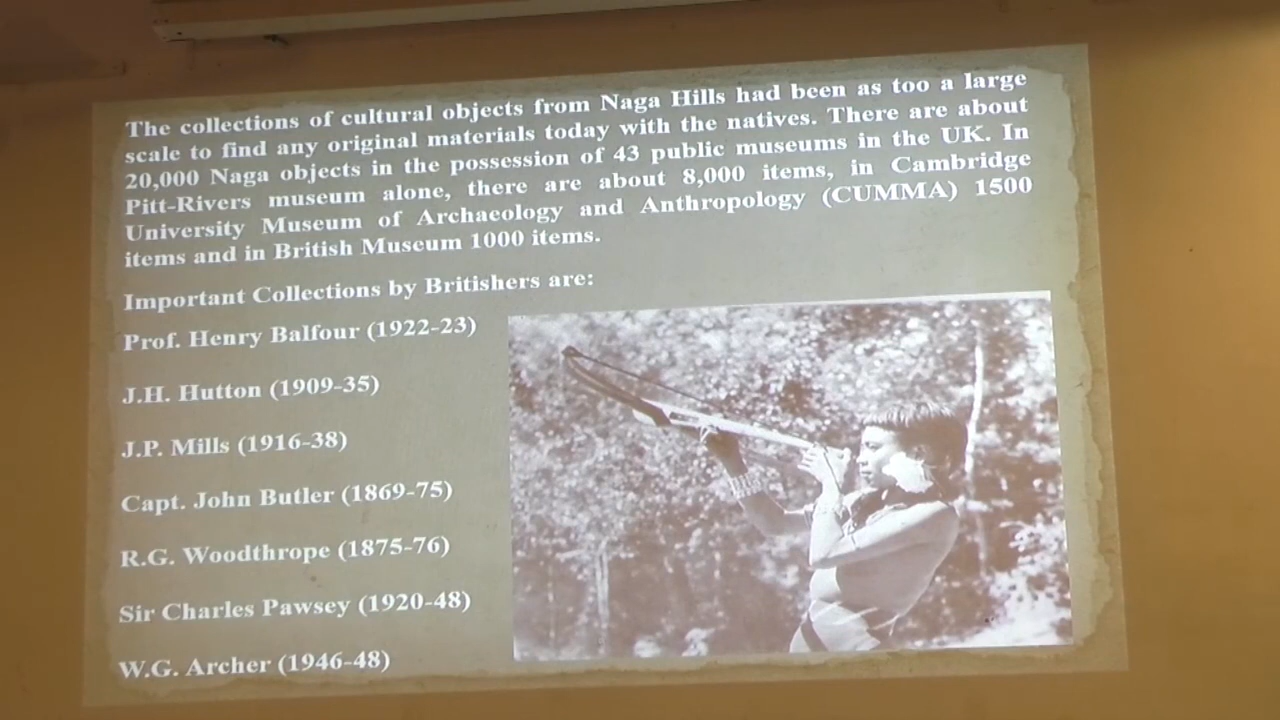 The collections of cultural objects from Naga Hills had been as too a large
scale to find any original materials today with the natives. There are about
20,000 Naga objects in the possession of 43 public museums in the UK. In
Pitt-Rivers museum alone, there are about 8,000 items, in Cambridge
University Museum of Archaeology and Anthropology (CUMMA) 1500
items and in British Museum 1000 items.
Important Collections by Britishers are:
Prof. Henry Balfour (1922-23)
J.H. Hutton (1909-35)
J.P. Mills (1916-38)
Capt. John Butler (1869-75)
R.G. Woodthrope (1875-76)
Sir Charles Pawsey (1920-48)
W.G. Archer (1946-48)